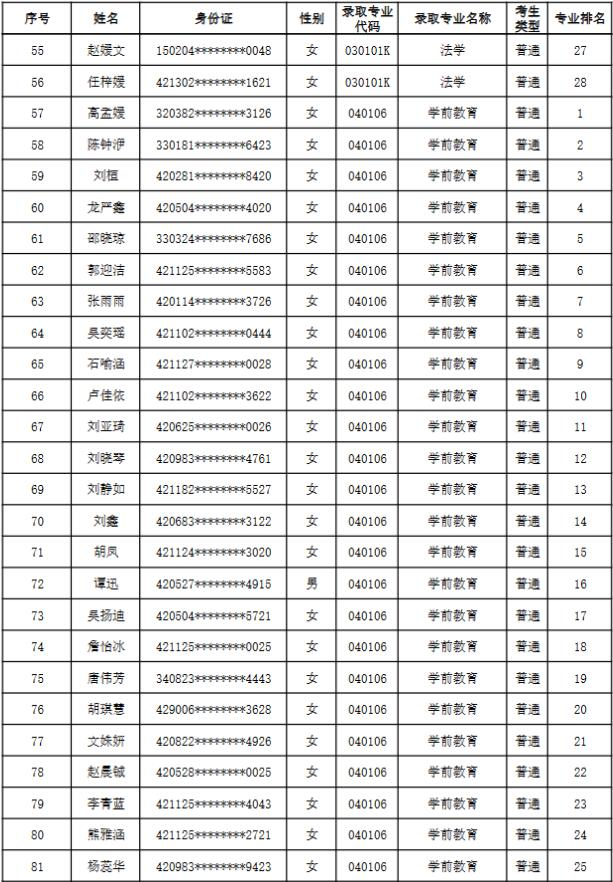 序号 姓名 身份证 性别 录取专业代码 录取专业名称 考生类型 专业排名
55 赵媛文 150204********0048 女 030101K 法学 普通 27
56 任梓媛 421302********1621 女 030101K 法学 普通 28
57 高孟媛 320382********3126 女 040106 学前教育 普通 1
58 陈钟洢 330181********6423 女 040106 学前教育 普通 2
59 刘桓 420281********8420 女 040106 学前教育 普通 3
60 龙严鑫 420504********4020 女 040106 学前教育 普通 4
61 邵晓琼 330324********7686 女 040106 学前教育 普通 5
62 郭迎洁 421125********5583 女 040106 学前教育 普通 6
63 张雨雨 420114********3726 女 040106 学前教育 普通 7
64 吴奕瑶 421102********0444 女 040106 学前教育 普通 8
65 石喻涵 421127********0028 女 040106 学前教育 普通 9
66 卢佳侬 421102********3622 女 040106 学前教育 普通 10
67 刘亚琦 420625********0026 女 040106 学前教育 普通 11
68 刘晓琴 420983********4761 女 040106 学前教育 普通 12
69 刘静如 421182********5527 女 040106 学前教育 普通 13
70 刘鑫 420683********3122 女 040106 学前教育 普通 14
71 胡凤 421124********3020 女 040106 学前教育 普通 15
72 谭迅 420527********4915 男 040106 学前教育 普通 16
73 吴扬迪 420504********5721 女 040106 学前教育 普通 17
74 詹怡冰 421125********0025 女 040106 学前教育 普通 18
75 唐伟芳 340823********4443 女 040106 学前教育 普通 19
76 胡琪慧 429006********3628 女 040106 学前教育 普通 20
77 文姝妍 420822********4926 女 040106 学前教育 普通 21
78 赵晨铖 420528********0025 女 040106 学前教育 普通 22
79 李青蓝 421125********4043 女 040106 学前教育 普通 23
80 熊雅涵 421125********2721 女 040106 学前教育 普通 24
81 杨蕊华 420983********9423 女 040106 学前教育 普通 25